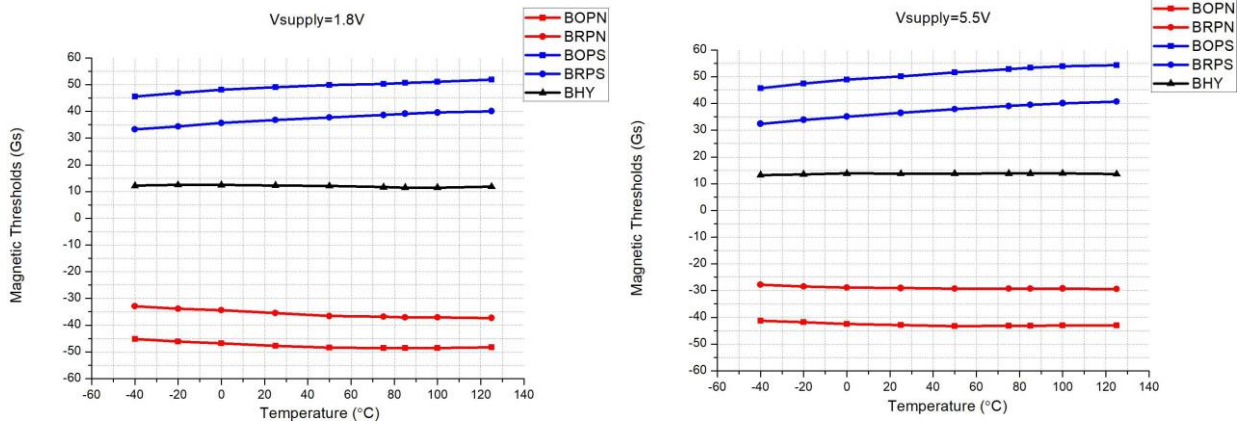 Vsupply=1.8V
BOPN
BRPN
BOPS
BRPS
BHY
Magnetic Thresholds (Gs)
60
50
40
30
20
10
0
-10
-20
-30
-40
-50
-60
-60 -40 -20 0 20 40 60 80 100 120 140
Temperature (°C)
Vsupply=5.5V
BOPN
BRPN
BOPS
BRPS
BHY
Magnetic Thresholds (Gs)
60
50
40
30
20
10
0
-10
-20
-30
-40
-50
-60
-60 -40 -20 0 20 40 60 80 100 120 140
Temperature (°C)